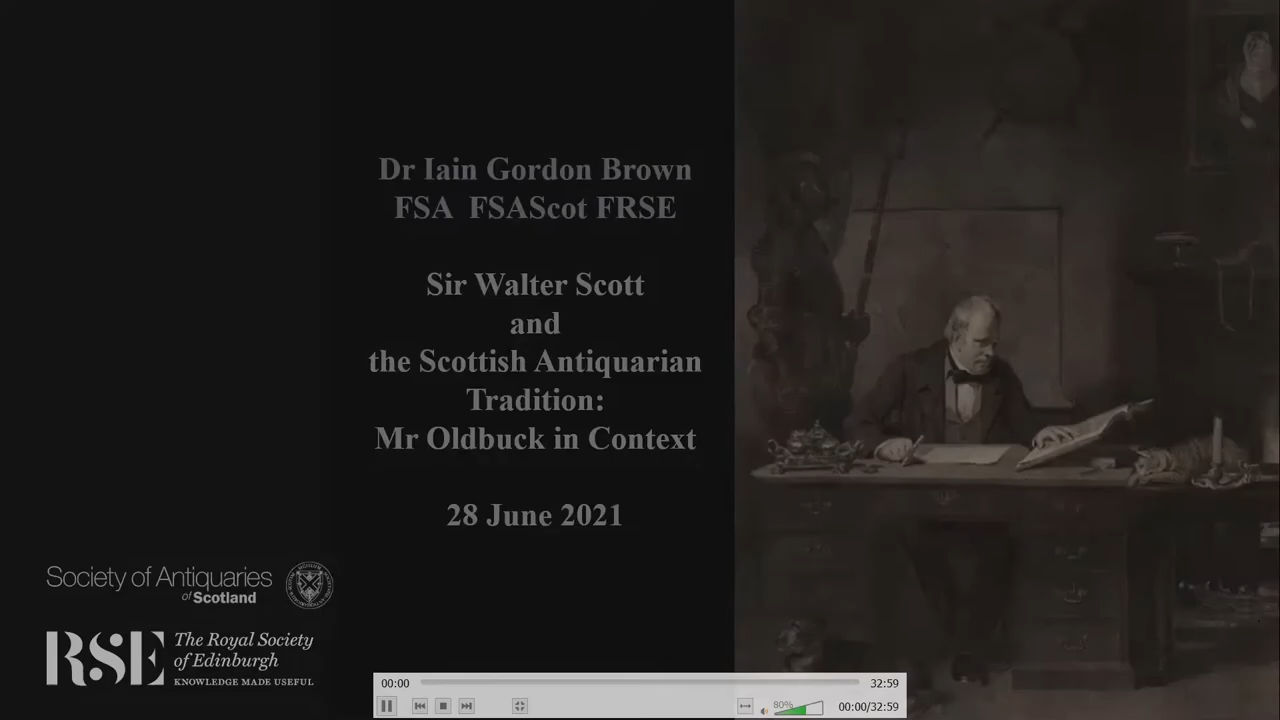 Dr Iain Gordon Brown
FSA FSAScot FRSE
Sir Walter Scott
and
the Scottish Antiquarian
Tradition:
Mr Oldbuck in Context
28 June 2021
Society of Antiquaries
of Scotland
RSE
The Royal Society
of Edinburgh
KNOWLEDGE MADE USEFUL
00:00
32:59
80%
00:00/32:59